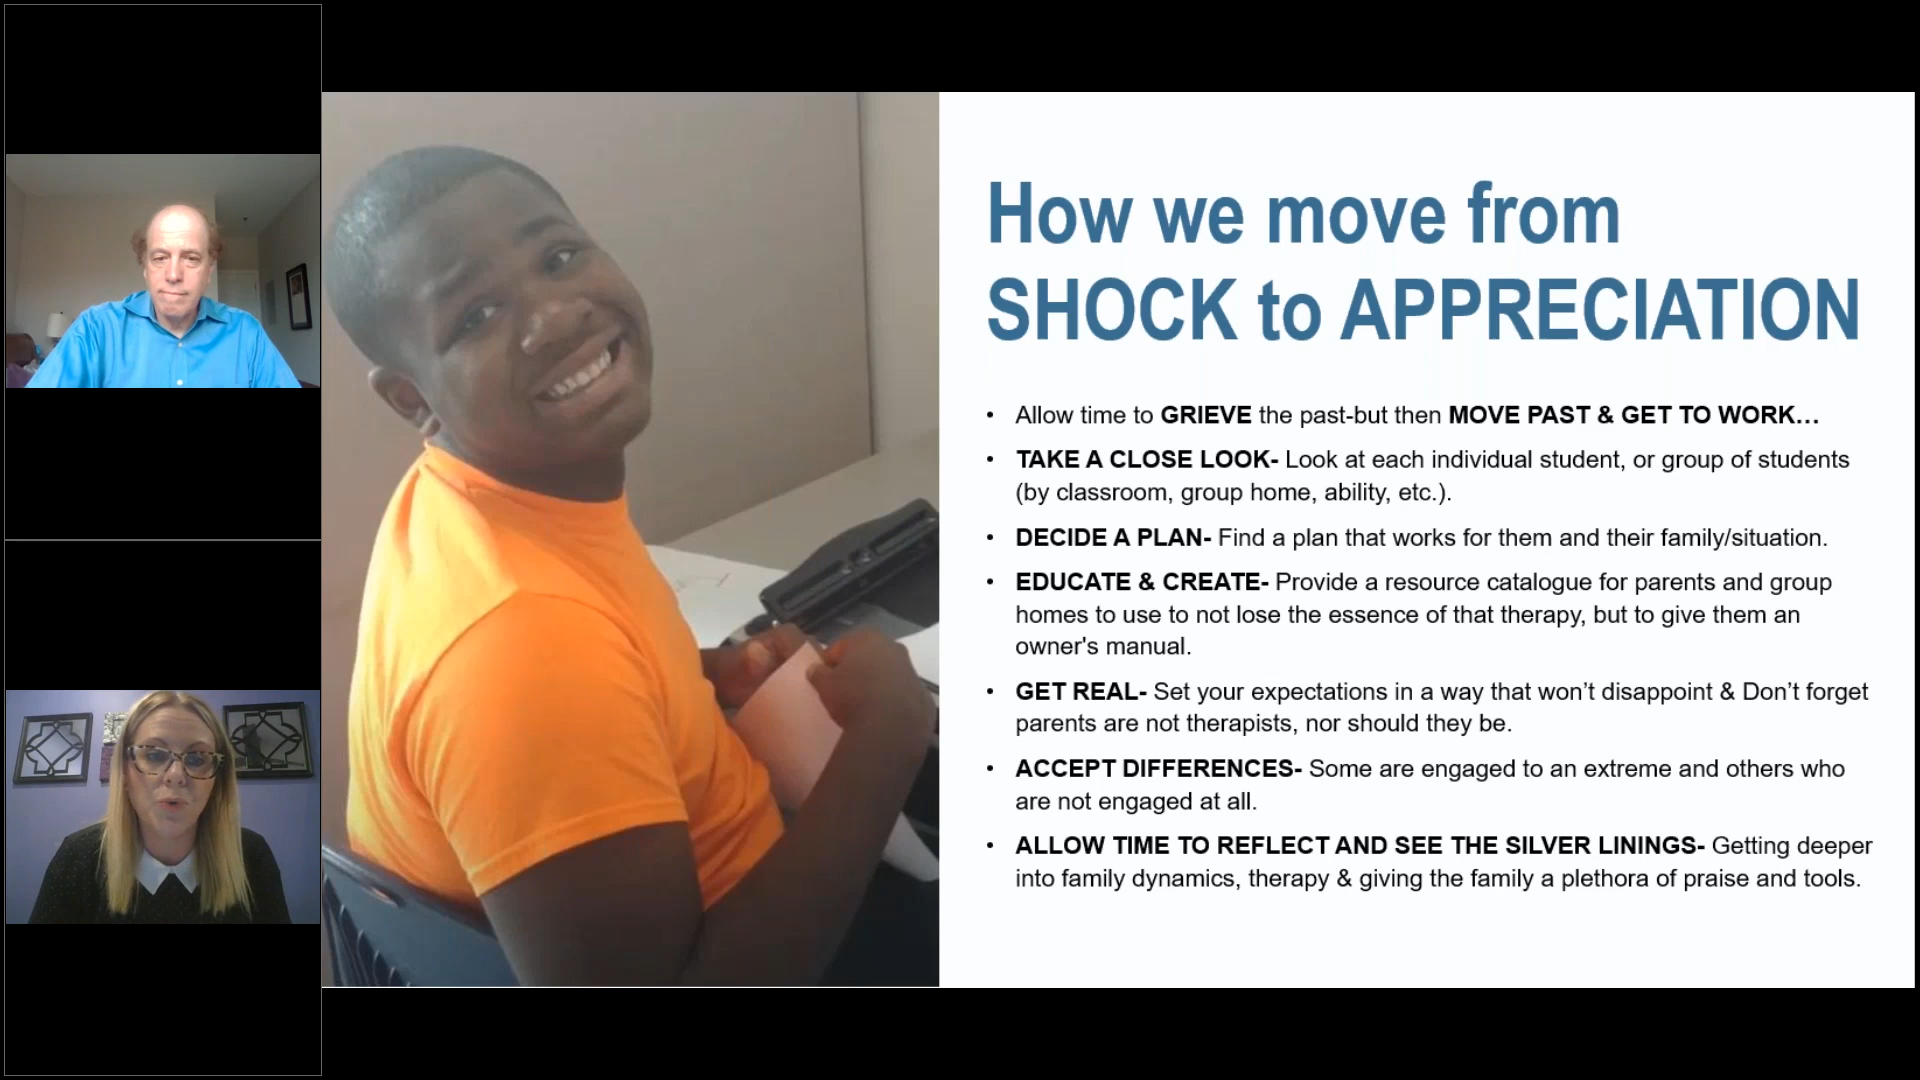 How we move from
SHOCK to APPRECIATION
• Allow time to GRIEVE the past-but then MOVE PAST & GET TO WORK…
• TAKE A CLOSE LOOK- Look at each individual student, or group of students
(by classroom, group home, ability, etc.).
• DECIDE A PLAN- Find a plan that works for them and their family/situation.
• EDUCATE & CREATE- Provide a resource catalogue for parents and group
homes to use to not lose the essence of that therapy, but to give them an
owner's manual.
• GET REAL- Set your expectations in a way that won’t disappoint & Don’t forget
parents are not therapists, nor should they be.
• ACCEPT DIFFERENCES- Some are engaged to an extreme and others who
are not engaged at all.
• ALLOW TIME TO REFLECT AND SEE THE SILVER LININGS- Getting deeper
into family dynamics, therapy & giving the family a plethora of praise and tools.